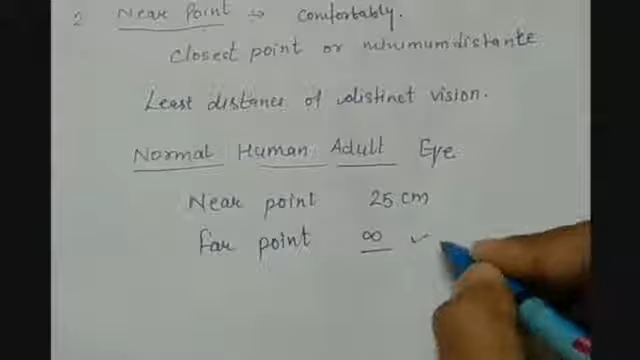 2 Near Point → comfortably.
Closest point or minimum distante
Least distance of distinct vision.
Normal Human Adult Eye
Near point 25 cm
Far point ∞ ✓